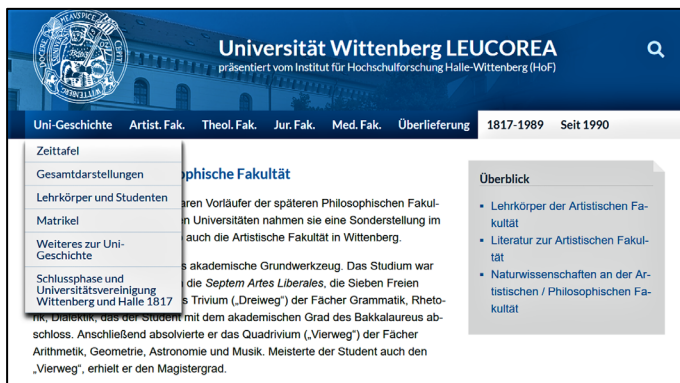 Universität Wittenberg LEUCOREA
präsentiert vom Institut für Hochschulforschung Halle-Wittenberg (HoF)
Uni-Geschichte Artist. Fak. Theol. Fak. Jur. Fak. Med. Fak. Überlieferung 1817-1989 Seit 1990
Zeittafel
Gesamtdarstellungen
Lehrkörper und Studenten
Matrikel
Weiteres zur Uni-
Geschichte
Schlussphase und
Universitätsvereinigung
Wittenberg und Halle 1817
phische Fakultät
aren Vorläufer der späteren Philosophischen Fakul-
en Universitäten nahmen sie eine Sonderstellung im
auch die Artistische Fakultät in Wittenberg.
s akademische Grundwerkzeug. Das Studium war
die Septem Artes Liberales, die Sieben Freien
s Trivium („Dreiweg“) der Fächer Grammatik, Rheto-
rik, Dialektik, das der Student mit dem akademischen Grad des Bakkalaureus ab-
schloss. Anschließend absolvierte er das Quadrivium („Vierweg“) der Fächer
Arithmetik, Geometrie, Astronomie und Musik. Meisterte der Student auch den
„Vierweg“, erhielt er den Magistergrad.
Überblick
Lehrkörper der Artistischen Fa-
kultät
Literatur zur Artistischen Fakul-
tät
Naturwissenschaften an der Ar-
tistischen / Philosophischen Fa-
kultät